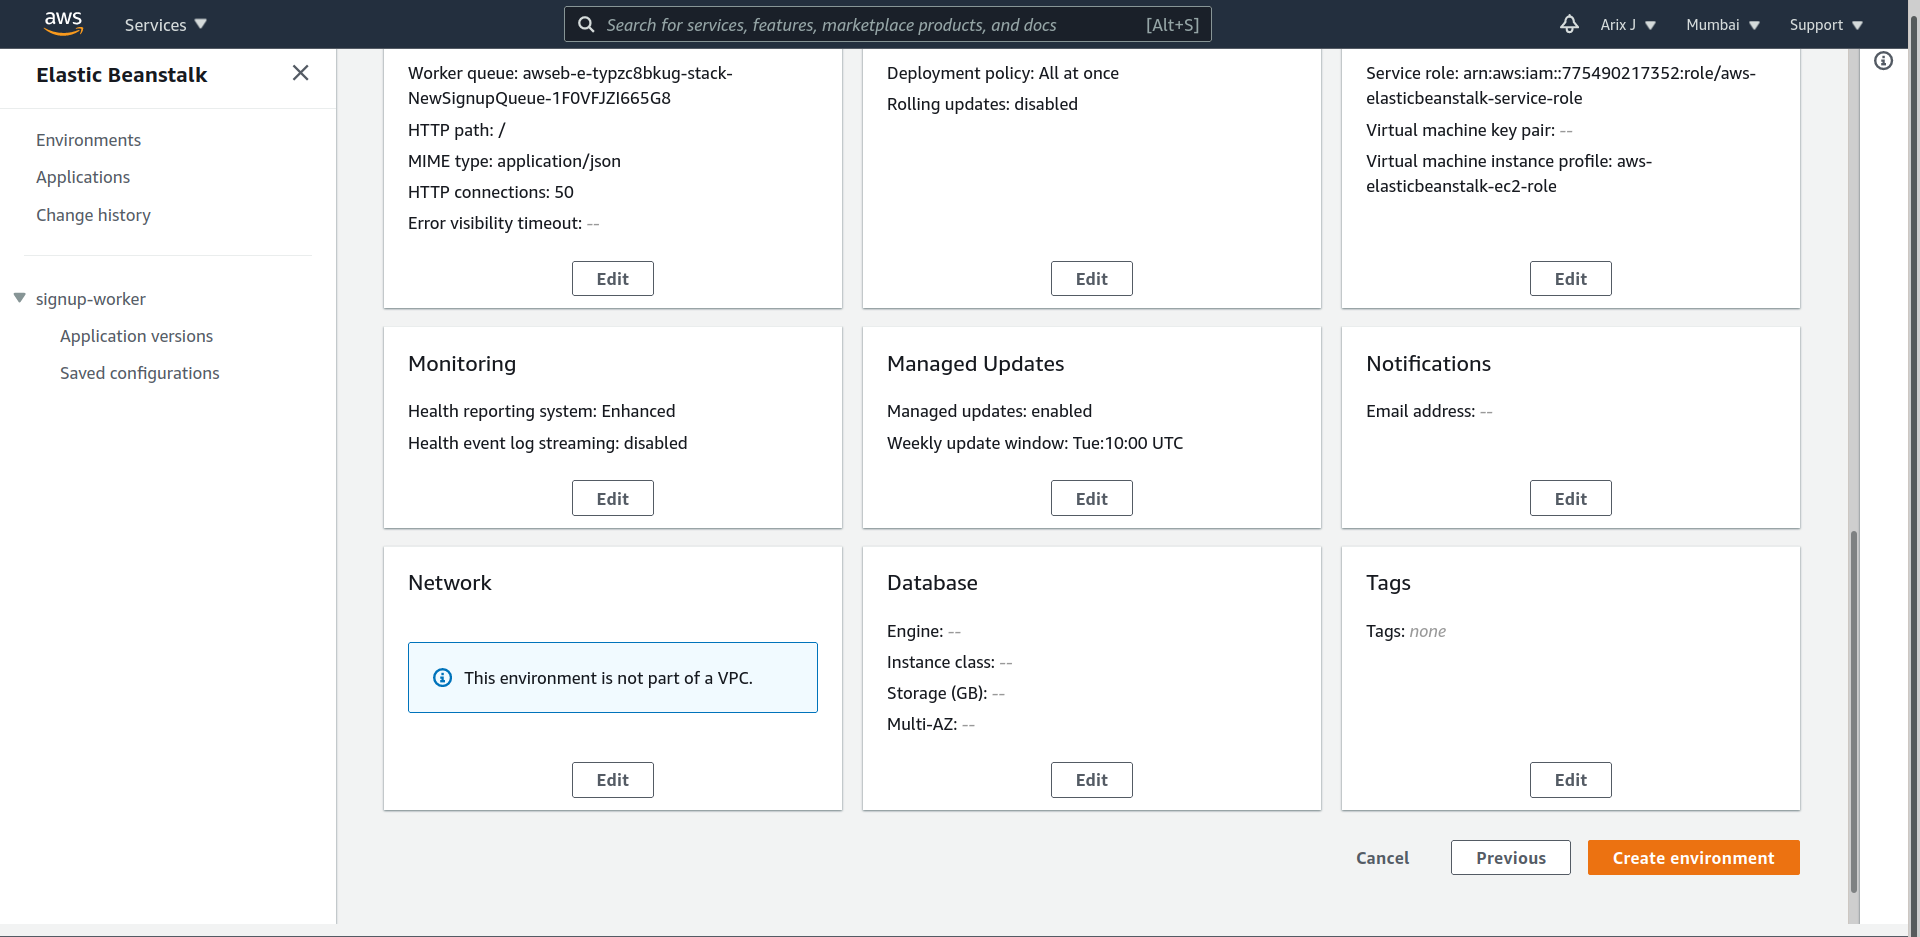 aws
Services
Search for services, features, marketplace products, and docs
[Alt+S]
Arix J
Mumbai
Support
Elastic Beanstalk
Environments
Applications
Change history
signup-worker
Application versions
Saved configurations
Worker queue: awseb-e-typzc8bkug-stack-
NewSignupQueue-1F0VFJZI665G8
HTTP path: /
MIME type: application/json
HTTP connections: 50
Error visibility timeout: --
Edit
Deployment policy: All at once
Rolling updates: disabled
Edit
Service role: arn:aws:iam::775490217352:role/aws-
elasticbeanstalk-service-role
Virtual machine key pair: --
Virtual machine instance profile: aws-
elasticbeanstalk-ec2-role
Edit
Monitoring
Health reporting system: Enhanced
Health event log streaming: disabled
Edit
Managed Updates
Managed updates: enabled
Weekly update window: Tue:10:00 UTC
Edit
Notifications
Email address: --
Edit
Network
This environment is not part of a VPC.
Edit
Database
Engine: --
Instance class: --
Storage (GB): --
Multi-AZ: --
Edit
Tags
Tags: none
Edit
Cancel
Previous
Create environment